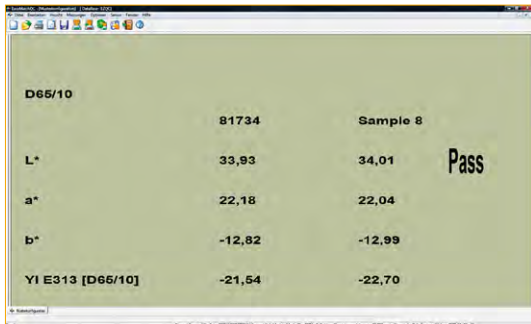 D65/10
81734 Sample 8
L* 33,93 34,01 Pass
a* 22,18 22,04
b* -12,82 -12,99
YI E313 [D65/10] -21,54 -22,70